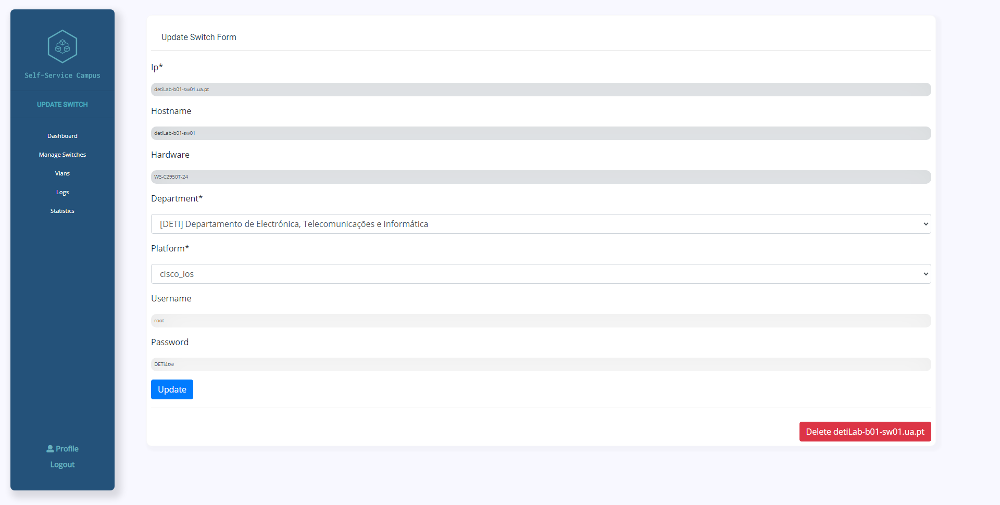 Self-Service Campus
UPDATE SWITCH
Dashboard
Manage Switches
Vlans
Logs
Statistics
Profile
Logout
Update Switch Form
Ip*
detiLab-b01-sw01.ua.pt
Hostname
detiLab-b01-sw01
Hardware
WS-C2950T-24
Department*
[DETI] Departamento de Electrónica, Telecomunicações e Informática
Platform*
cisco_ios
Username
root
Password
DETi4sw
Update
Delete detiLab-b01-sw01.ua.pt